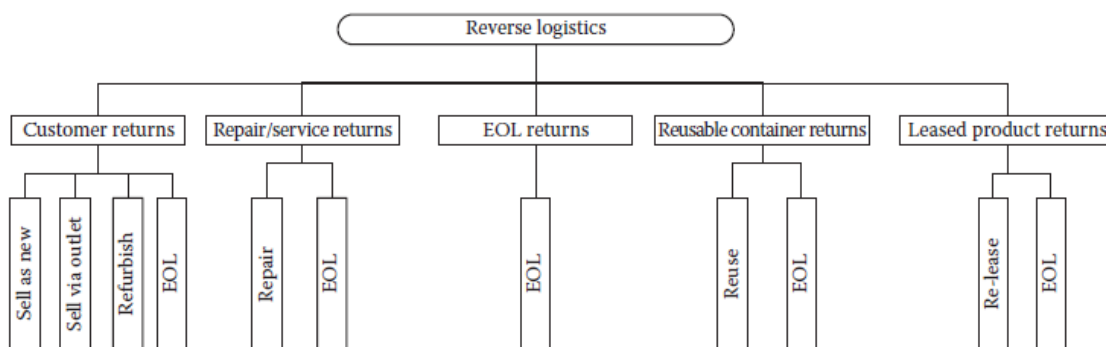 Reverse logistics
Customer returns
Repair/service returns
EOL returns
Reusable container returns
Leased product returns
Sell as new
Sell via outlet
Refurbish
EOL
Repair
EOL
EOL
Reuse
EOL
Re-lease
EOL